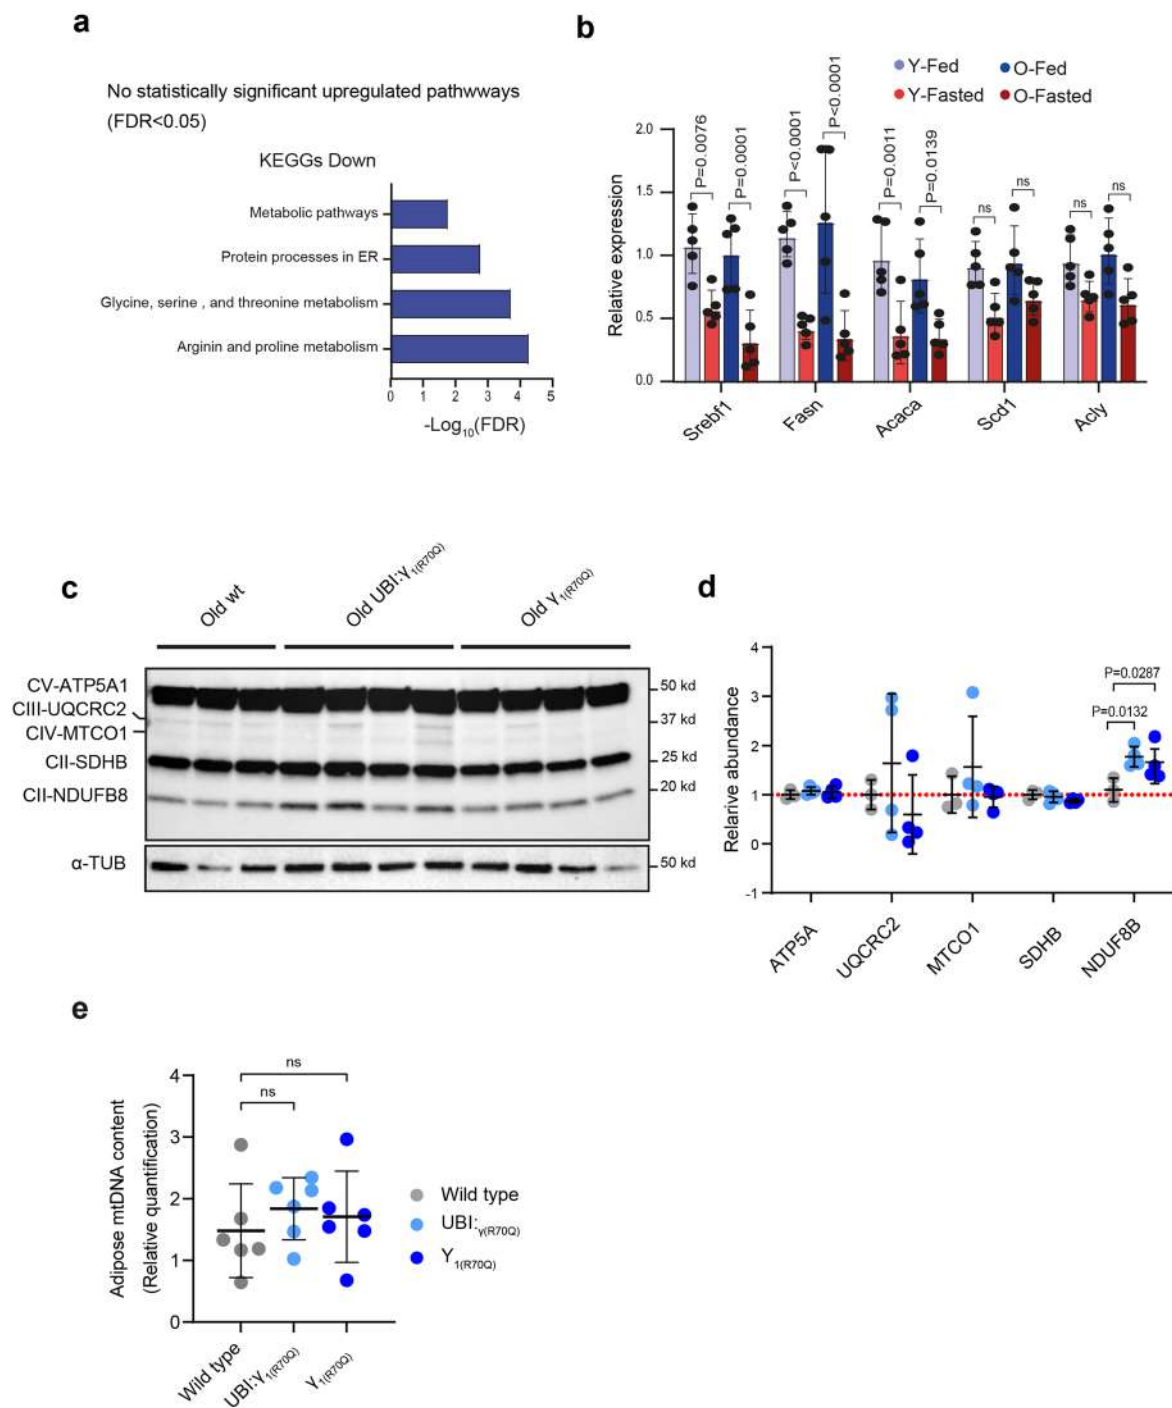 a
No statistically significant upregulated pathwways
(FDR<0.05)
KEGGs Down
Metabolic pathways
Protein processes in ER
Glycine, serine , and threonine metabolism
Arginin and proline metabolism
0 1 2 3 4 5
-Log10(FDR)
b
Y-Fed
O-Fed
Y-Fasted
O-Fasted
Relative expression
2.0
1.5
1.0
0.5
0.0
P=0.0076
P=0.0001
P<0.0001
P<0.0001
P=0.0011
P=0.0139
ns
ns
ns
ns
Srebf1
Fasn
Acaca
Scd1
Acly
c
Old wt
Old UBI:γ1(R70Q)
Old γ1(R70Q)
CV-ATP5A1
CIII-UQCRC2
CIV-MTCO1
CII-SDHB
CII-NDUFB8
α-TUB
50 kd
37 kd
25 kd
20 kd
50 kd
d
Relarive abundance
4
3
2
1
0
-1
P=0.0287
P=0.0132
ATP5A
UQCRC2
MTCO1
SDHB
NDUF8B
e
Adipose mtDNA content
(Relative quantification)
4
3
2
1
0
ns
ns
Wild type
UBI:γ1(R70Q)
γ1(R70Q)
Wild type
UBI:γ(R70Q)
Y1(R70Q)